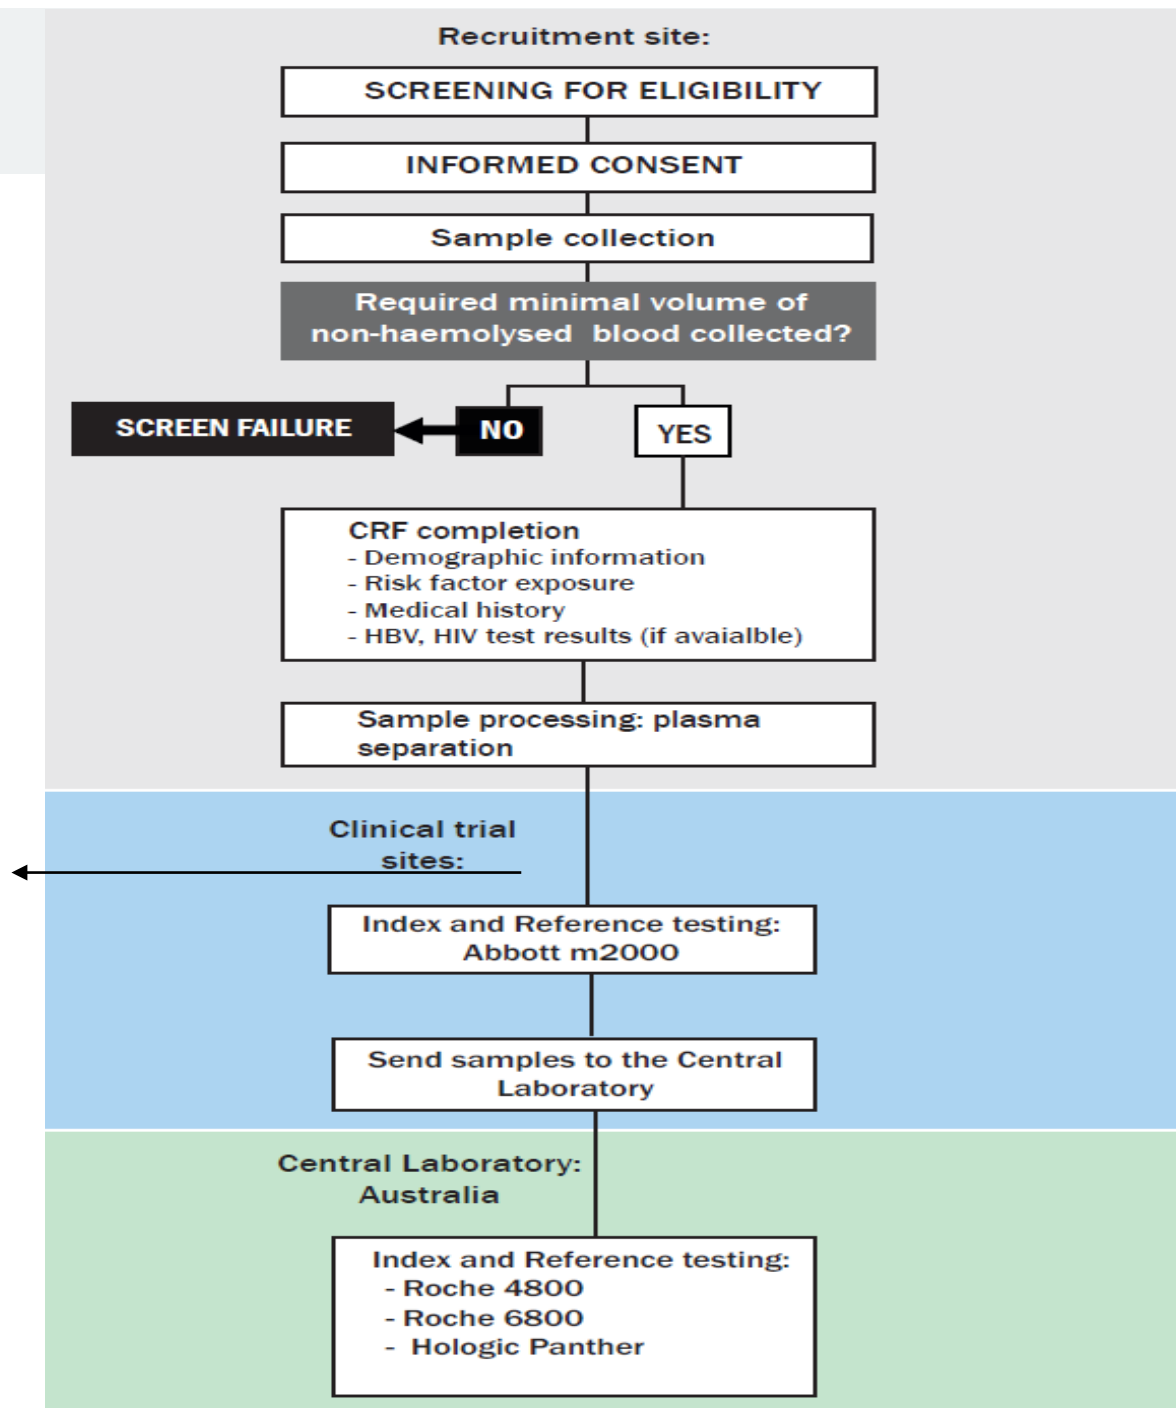 Recruitment site:
SCREENING FOR ELIGIBILITY
INFORMED CONSENT
Sample collection
Required minimal volume of
non-haemolysed blood collected?
SCREEN FAILURE
NO
YES
CRF completion
- Demographic information
- Risk factor exposure
- Medical history
- HBV, HIV test results (if avaialble)
Sample processing: plasma
separation
Clinical trial
sites:
Index and Reference testing:
Abbott m2000
Send samples to the Central
Laboratory
Central Laboratory:
Australia
Index and Reference testing:
- Roche 4800
- Roche 6800
- Hologic Panther